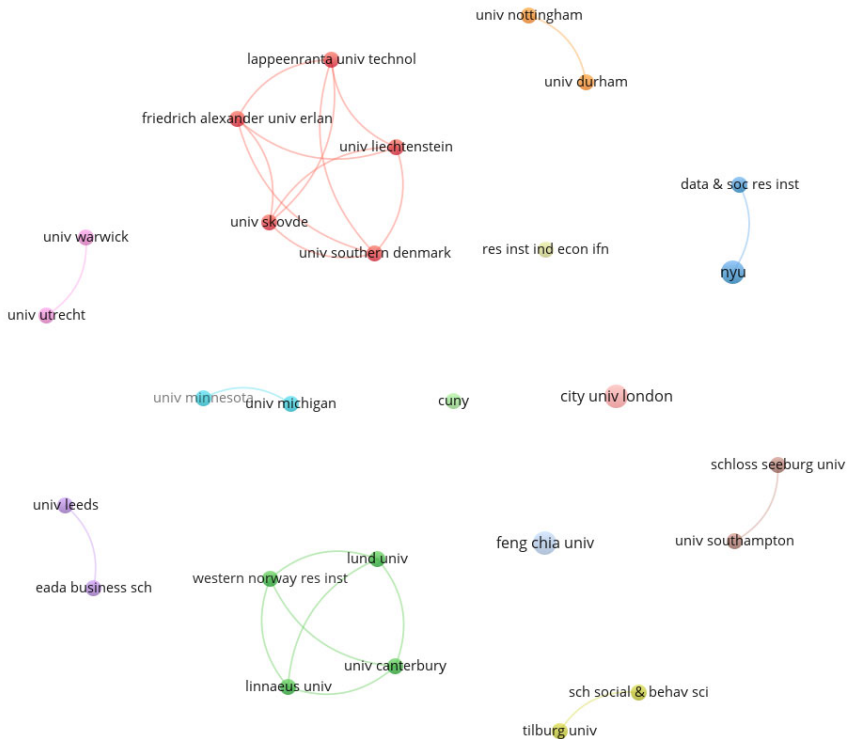 univ nottingham
lappeenranta univ technol
univ durham
friedrich alexander univ erlan
univ liechtenstein
data & soc res inst
univ skovde
univ warwick
univ southern denmark
res inst ind econ ifn
nyu
univ utrecht
univ minnesota
univ michigan
cuny
city univ london
schloss seeburg univ
univ leeds
feng chia univ
univ southampton
lund univ
western norway res inst
eada business sch
univ canterbury
linnaeus univ
sch social & behav sci
tilburg univ